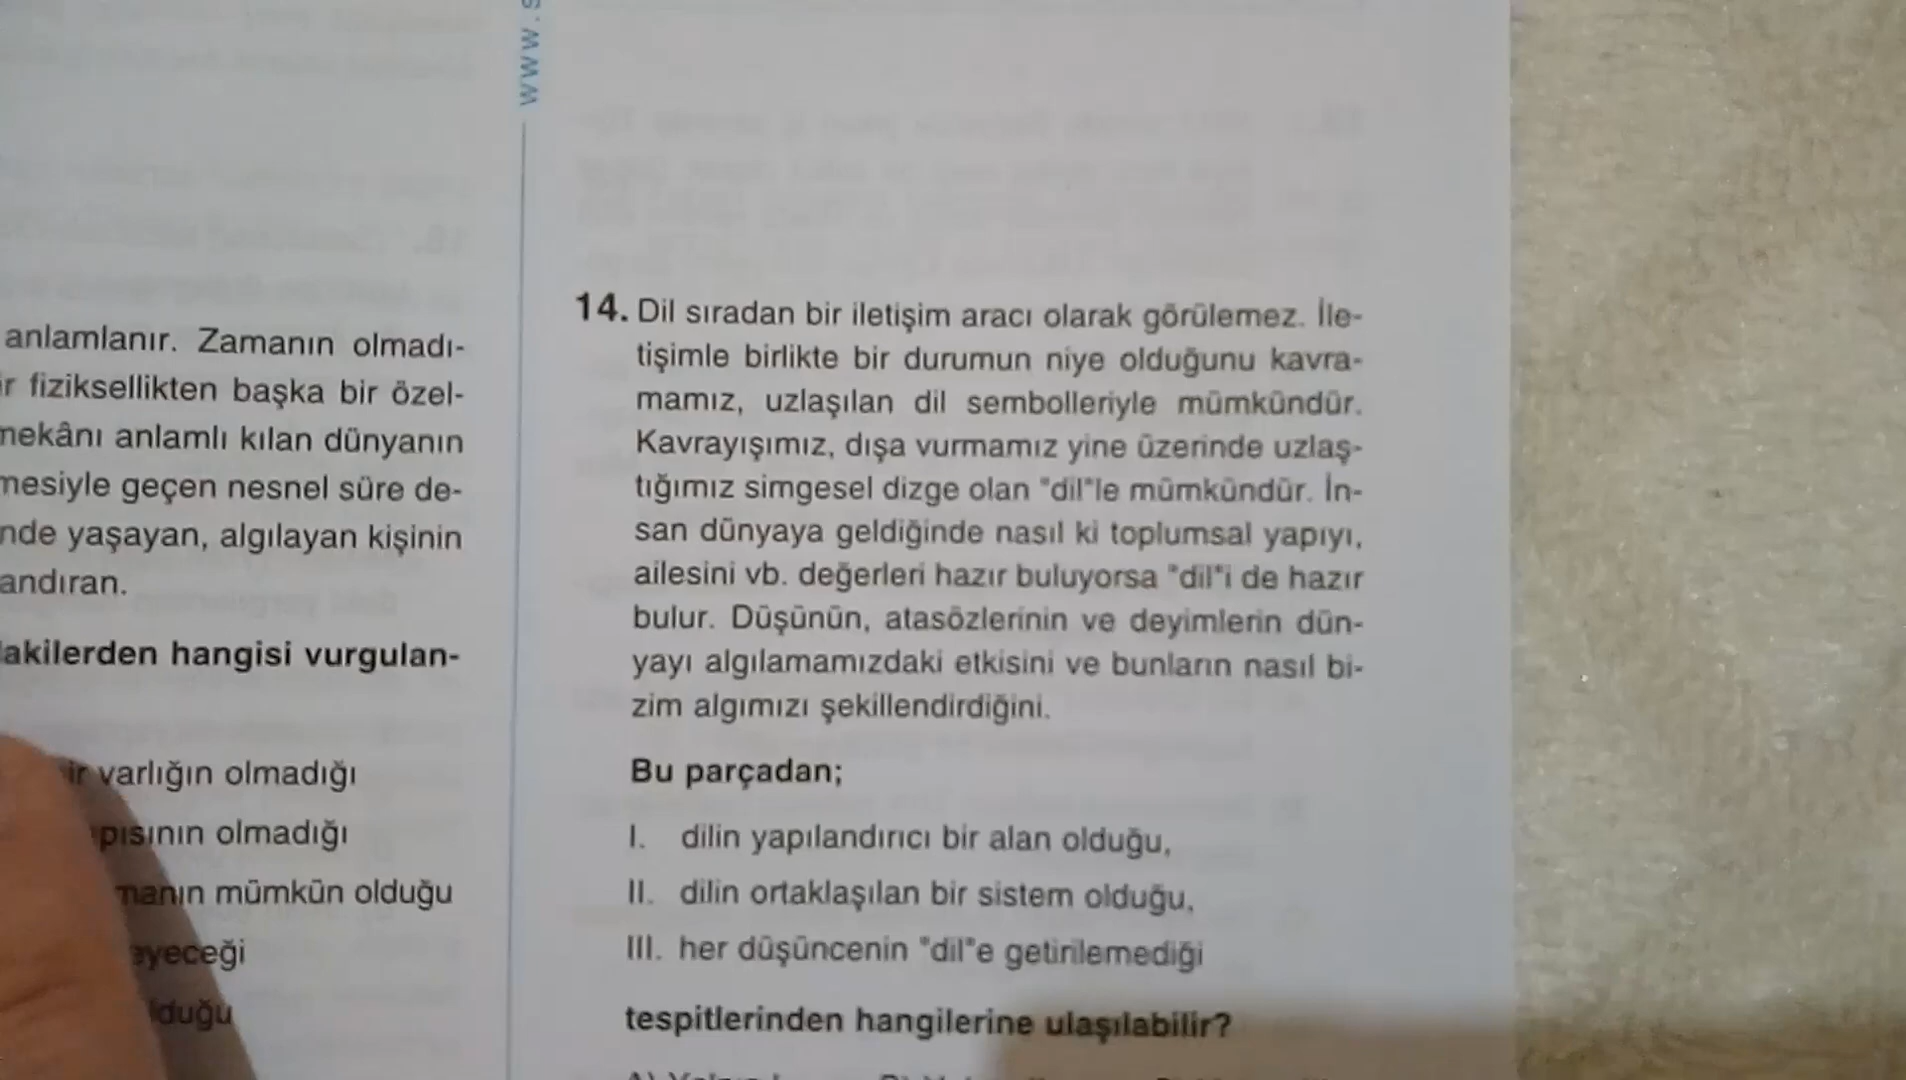 www.s
anlamlanır. Zamanın olmadı-
fiziksellikten başka bir özel-
mekânı anlamlı kılan dünyanın
mesiyle geçen nesnel süre de-
nde yaşayan, algılayan kişinin
andıran.
akilerden hangisi vurgulan-
varlığın olmadığı
pısının olmadığı
manın mümkün olduğu
eyeceği
lduğu
14. Dil sıradan bir iletişim aracı olarak görülemez. İle-
tişimle birlikte bir durumun niye olduğunu kavra-
mamız, uzlaşılan dil sembolleriyle mümkündür.
Kavrayışımız, dışa vurmamız yine üzerinde uzlaş-
tığımız simgesel dizge olan "dil"le mümkündür. İn-
san dünyaya geldiğinde nasıl ki toplumsal yapıyı,
ailesini vb. değerleri hazır buluyorsa "dil"i de hazır
bulur. Düşünün, atasözlerinin ve deyimlerin dün-
yayı algılamamızdaki etkisini ve bunların nasıl bi-
zim algımızı şekillendirdiğini.
Bu parçadan;
I. dilin yapılandırıcı bir alan olduğu,
II. dilin ortaklaşılan bir sistem olduğu,
III. her düşüncenin "dil"e getirilemediği
tespitlerinden hangilerine ulaşılabilir?